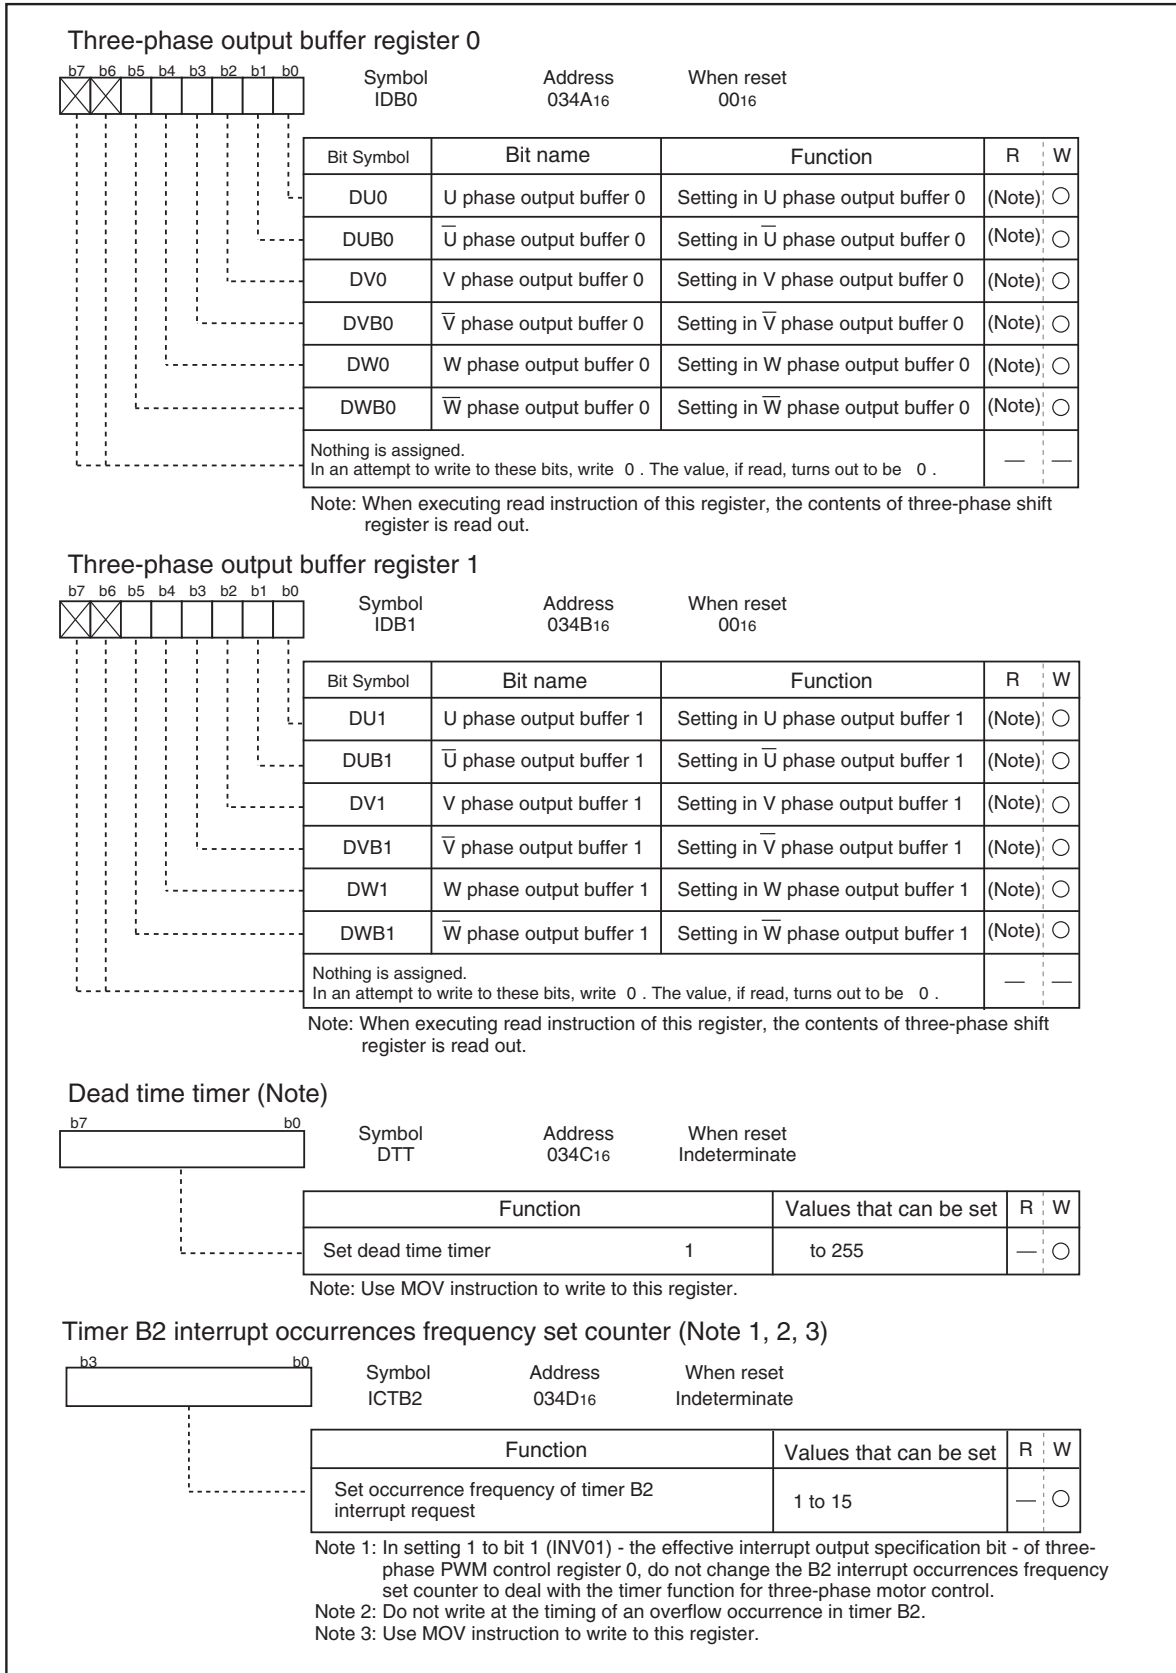 Three-phase output buffer register 0
b7 b6 b5 b4 b3 b2 b1 b0
Symbol Address When reset
IDB0 034A16 0016
Bit Symbol Bit name Function R W
DU0 U phase output buffer 0 Setting in U phase output buffer 0 (Note) ○
DUB0 U̅ phase output buffer 0 Setting in U̅ phase output buffer 0 (Note) ○
DV0 V phase output buffer 0 Setting in V phase output buffer 0 (Note) ○
DVB0 V̅ phase output buffer 0 Setting in V̅ phase output buffer 0 (Note) ○
DW0 W phase output buffer 0 Setting in W phase output buffer 0 (Note) ○
DWB0 W̅ phase output buffer 0 Setting in W̅ phase output buffer 0 (Note) ○
Nothing is assigned.
In an attempt to write to these bits, write 0 . The value, if read, turns out to be 0 . — —
Note: When executing read instruction of this register, the contents of three-phase shift
register is read out.
Three-phase output buffer register 1
b7 b6 b5 b4 b3 b2 b1 b0
Symbol Address When reset
IDB1 034B16 0016
Bit Symbol Bit name Function R W
DU1 U phase output buffer 1 Setting in U phase output buffer 1 (Note) ○
DUB1 U̅ phase output buffer 1 Setting in U̅ phase output buffer 1 (Note) ○
DV1 V phase output buffer 1 Setting in V phase output buffer 1 (Note) ○
DVB1 V̅ phase output buffer 1 Setting in V̅ phase output buffer 1 (Note) ○
DW1 W phase output buffer 1 Setting in W phase output buffer 1 (Note) ○
DWB1 W̅ phase output buffer 1 Setting in W̅ phase output buffer 1 (Note) ○
Nothing is assigned.
In an attempt to write to these bits, write 0 . The value, if read, turns out to be 0 . — —
Note: When executing read instruction of this register, the contents of three-phase shift
register is read out.
Dead time timer (Note)
b7 b0
Symbol Address When reset
DTT 034C16 Indeterminate
Function Values that can be set R W
Set dead time timer 1 to 255 — ○
Note: Use MOV instruction to write to this register.
Timer B2 interrupt occurrences frequency set counter (Note 1, 2, 3)
b3 b0
Symbol Address When reset
ICTB2 034D16 Indeterminate
Function Values that can be set R W
Set occurrence frequency of timer B2
interrupt request 1 to 15 — ○
Note 1: In setting 1 to bit 1 (INV01) - the effective interrupt output specification bit - of three-
phase PWM control register 0, do not change the B2 interrupt occurrences frequency
set counter to deal with the timer function for three-phase motor control.
Note 2: Do not write at the timing of an overflow occurrence in timer B2.
Note 3: Use MOV instruction to write to this register.